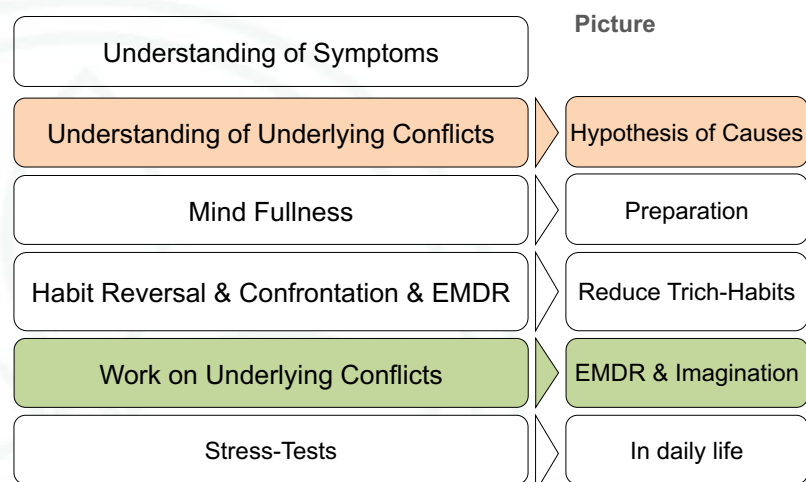 Picture
Understanding of Symptoms
Understanding of Underlying Conflicts
Hypothesis of Causes
Mind Fullness
Preparation
Habit Reversal & Confrontation & EMDR
Reduce Trich-Habits
Work on Underlying Conflicts
EMDR & Imagination
Stress-Tests
In daily life